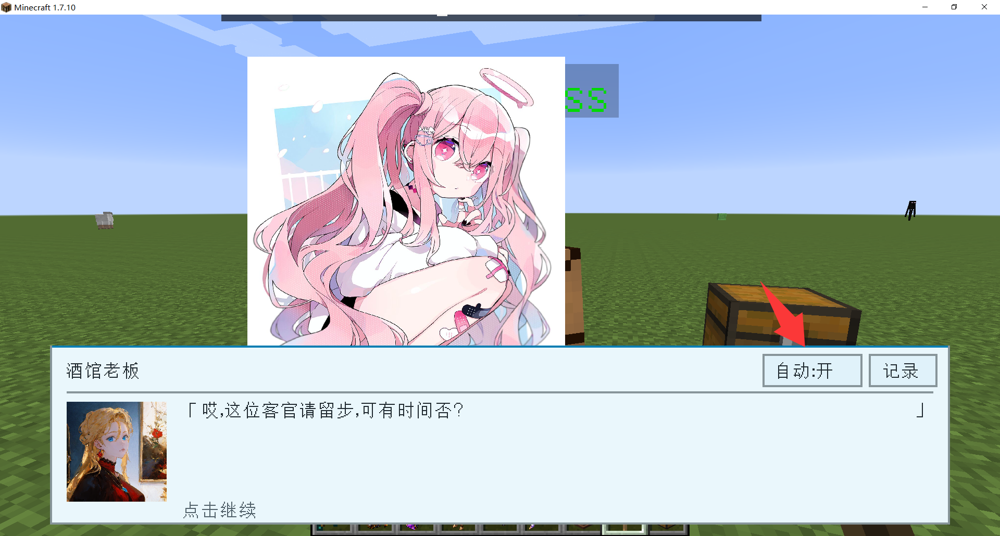 Minecraft 1.7.10
SS
酒馆老板
自动:开
记录
「哎,这位客官请留步,可有时间否? 」
点击继续